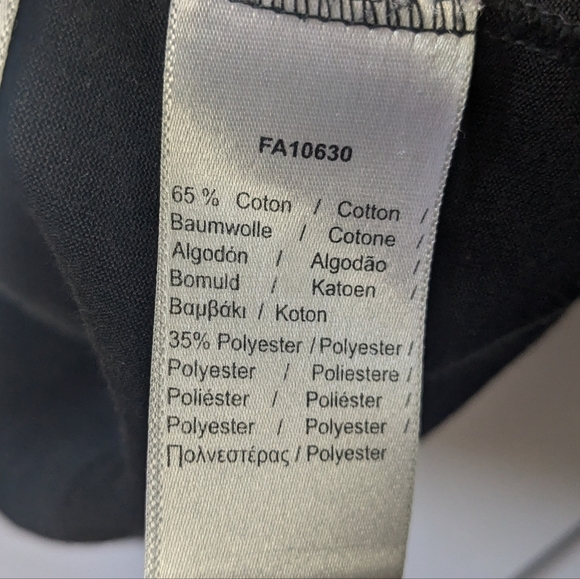 FA10630
65 % Coton / Cotton /
Baumwolle / Cotone /
Algodón / Algodão /
Bomuld / Katoen /
Βαμβάκι / Koton
35% Polyester / Polyester /
Polyester / Poliestere /
Poliéster / Poliéster /
Polyester / Polyester /
Πολνεστέρας / Polyester